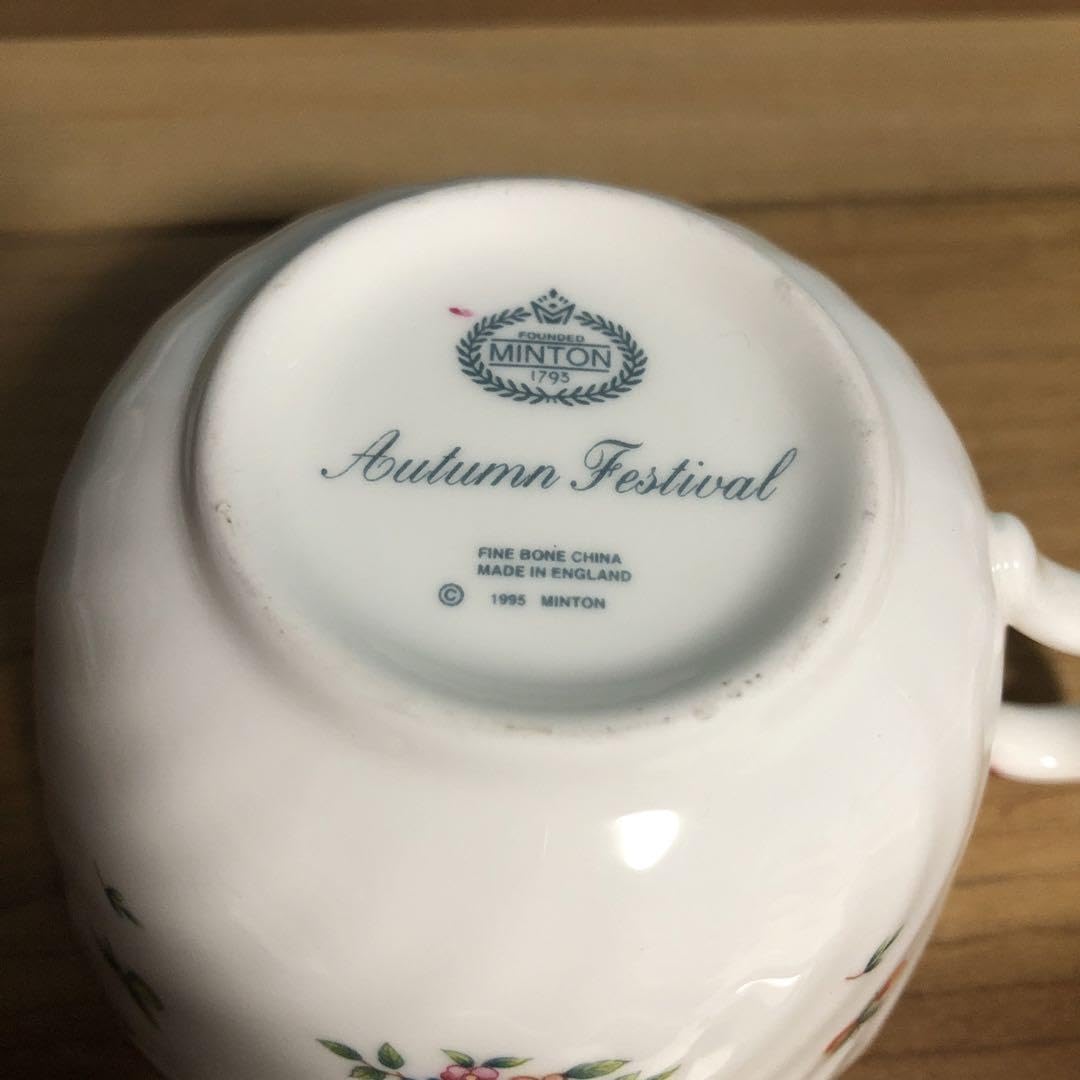 FOUNDED
MINTON
1793
Autumn Festival
FINE BONE CHINA
MADE IN ENGLAND
© 1995 MINTON